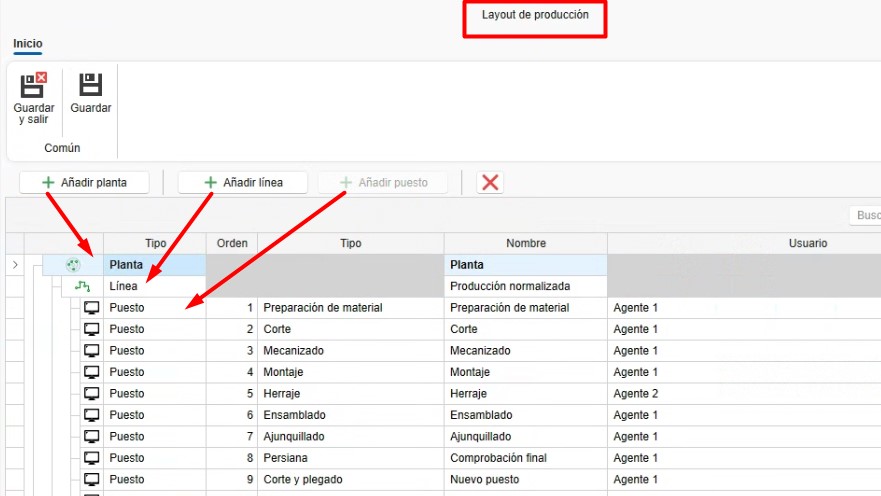 Layout de producción
Inicio
Guardar y salir
Guardar
Común
Añadir planta
Añadir línea
Añadir puesto
Tipo Orden Tipo Nombre Usuario
Planta Planta
Línea Producción normalizada
Puesto 1 Preparación de material Preparación de material Agente 1
Puesto 2 Corte Corte Agente 1
Puesto 3 Mecanizado Mecanizado Agente 1
Puesto 4 Montaje Montaje Agente 1
Puesto 5 Herraje Herraje Agente 2
Puesto 6 Ensamblado Ensamblado Agente 1
Puesto 7 Ajunquillado Ajunquillado Agente 1
Puesto 8 Persiana Comprobación final Agente 1
Puesto 9 Corte y plegado Nuevo puesto Agente 1